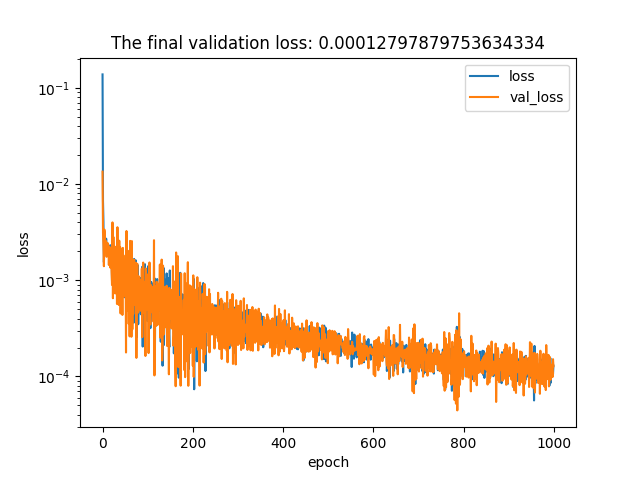 The final validation loss: 0.00012797879753634334
loss
val_loss
10⁻¹
10⁻²
10⁻³
10⁻⁴
loss
0 200 400 600 800 1000
epoch